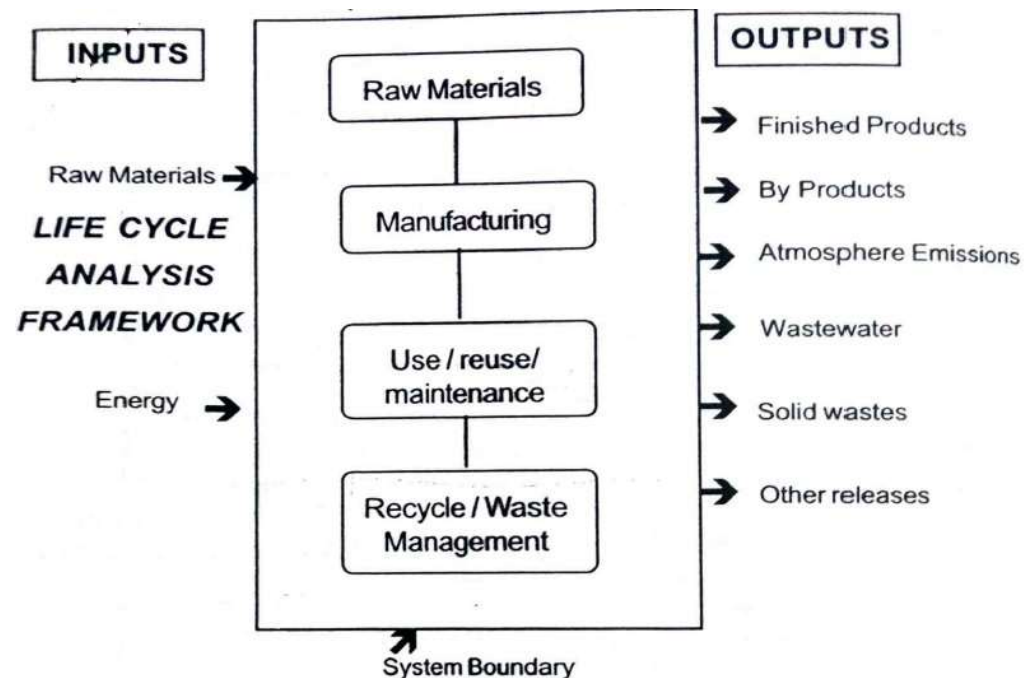 INPUTS
Raw Materials
LIFE CYCLE
ANALYSIS
FRAMEWORK
Energy
Raw Materials
Manufacturing
Use / reuse/
maintenance
Recycle / Waste
Management
System Boundary
OUTPUTS
Finished Products
By Products
Atmosphere Emissions
Wastewater
Solid wastes
Other releases